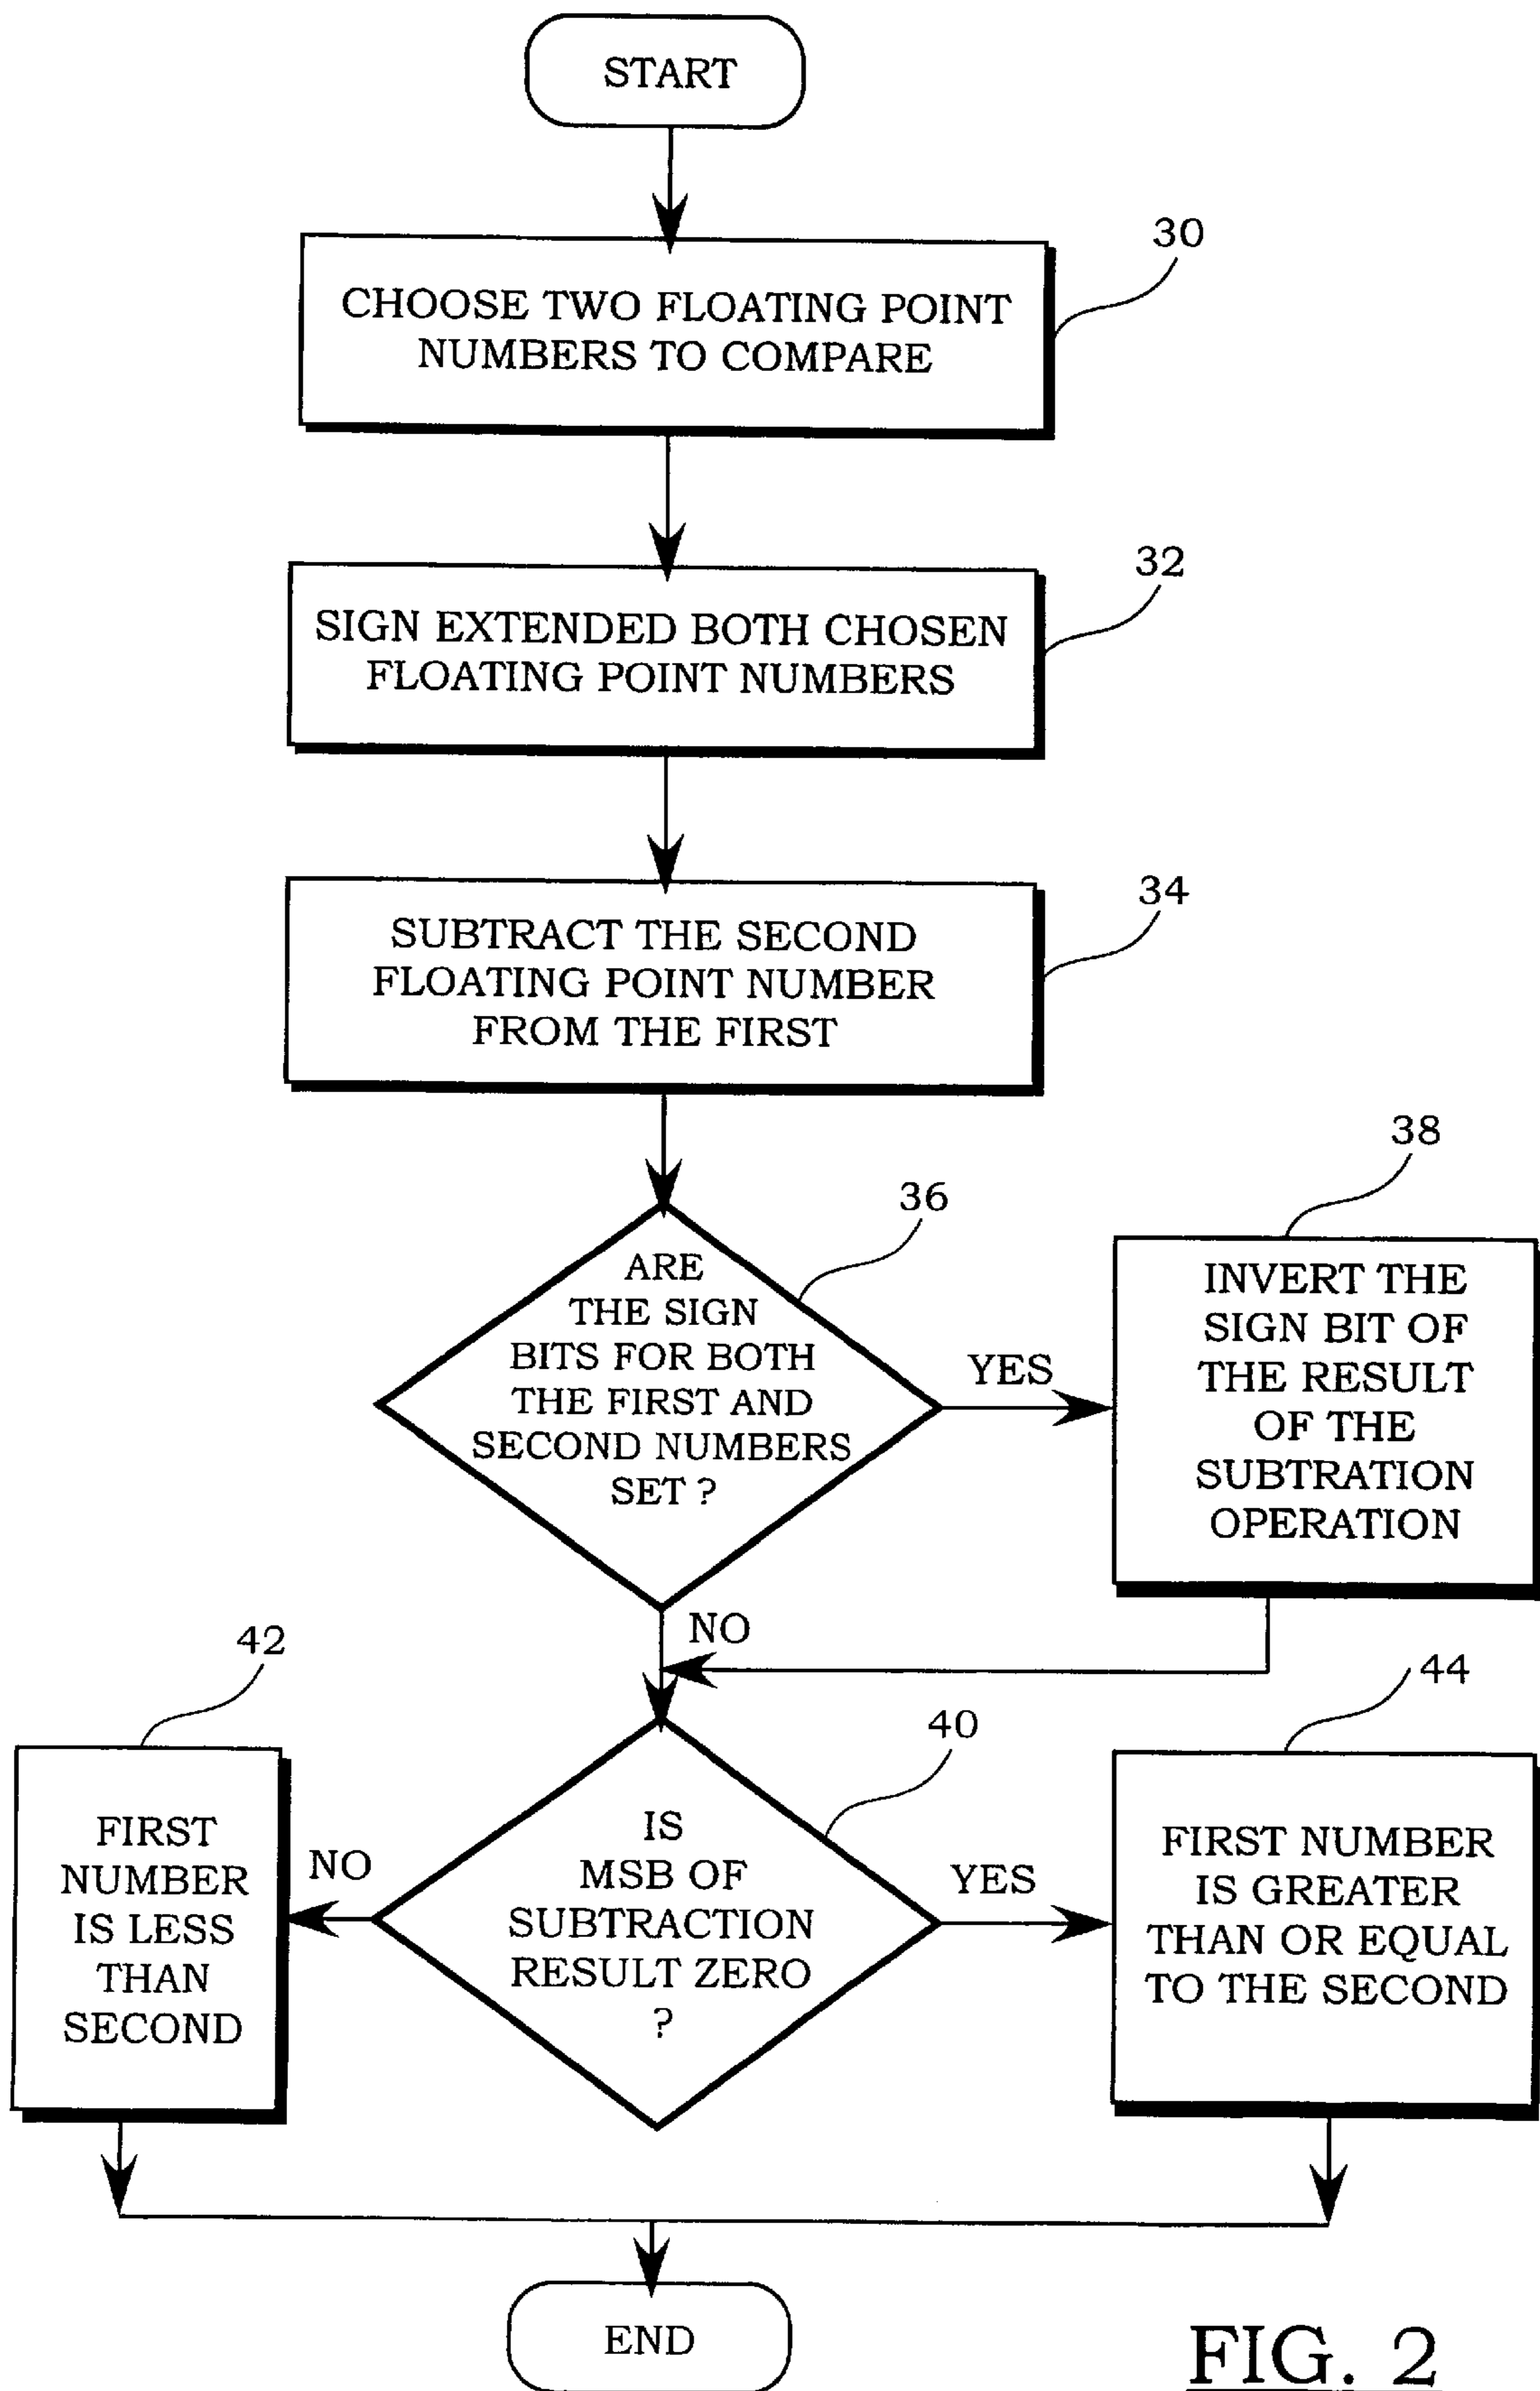 START
30
CHOOSE TWO FLOATING POINT
NUMBERS TO COMPARE
32
SIGN EXTENDED BOTH CHOSEN
FLOATING POINT NUMBERS
34
SUBTRACT THE SECOND
FLOATING POINT NUMBER
FROM THE FIRST
36
ARE
THE SIGN
BITS FOR BOTH
THE FIRST AND
SECOND NUMBERS
SET ?
YES
38
INVERT THE
SIGN BIT OF
THE RESULT
OF THE
SUBTRATION
OPERATION
NO
40
IS
MSB OF
SUBTRACTION
RESULT ZERO
?
NO
42
FIRST
NUMBER
IS LESS
THAN
SECOND
YES
44
FIRST NUMBER
IS GREATER
THAN OR EQUAL
TO THE SECOND
END
FIG. 2